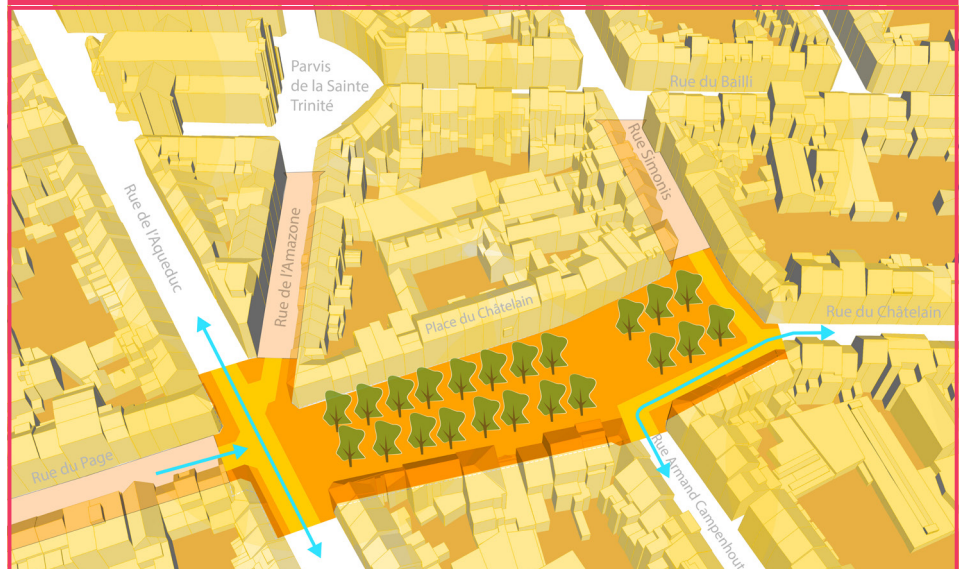 Parvis
de la Sainte
Trinité
Rue du Bailli
Rue Simonis
Rue de l'Aqueduc
Rue de l'Amazone
Place du Châtelain
Rue du Châtelain
Rue du Page
Rue Armand Campenhout